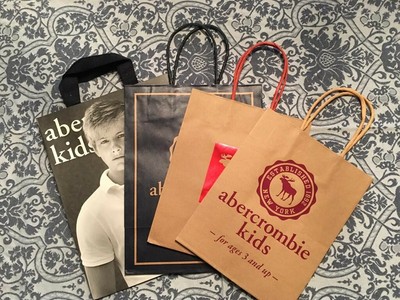 aber
kids
ab
ESTABLISHED 1892
NEW YORK
abercrombie
kids
— for ages 3 and up —